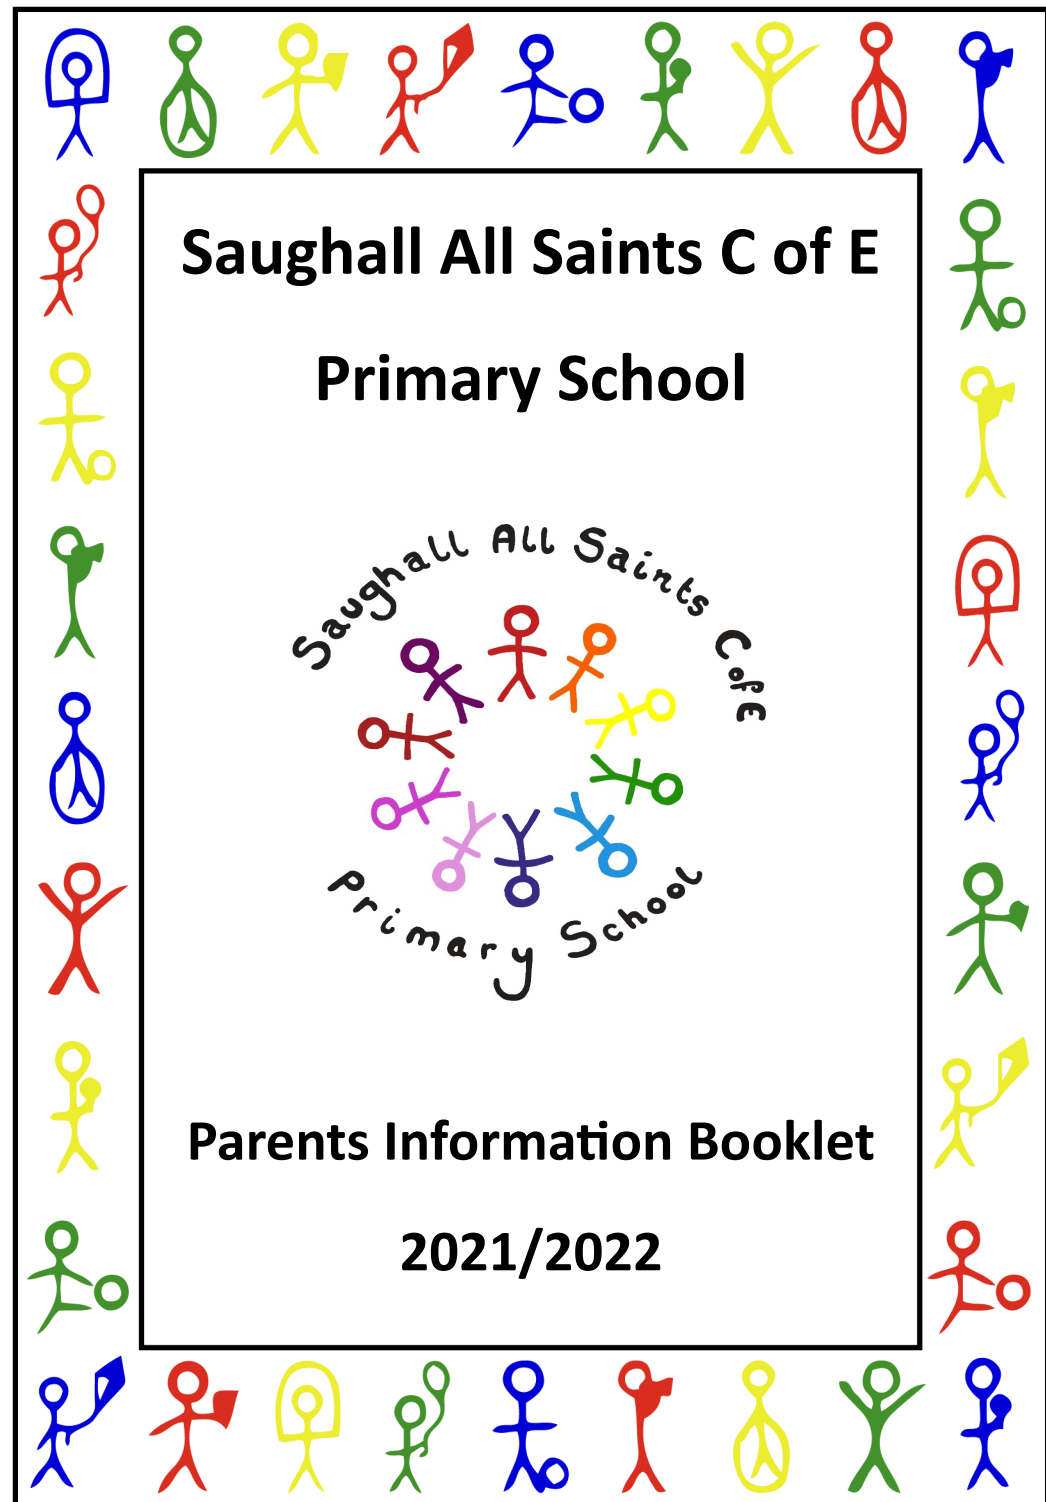 Saughall All Saints C of E
Primary School
Saughall All Saints C of E
Primary School
Parents Information Booklet
2021/2022